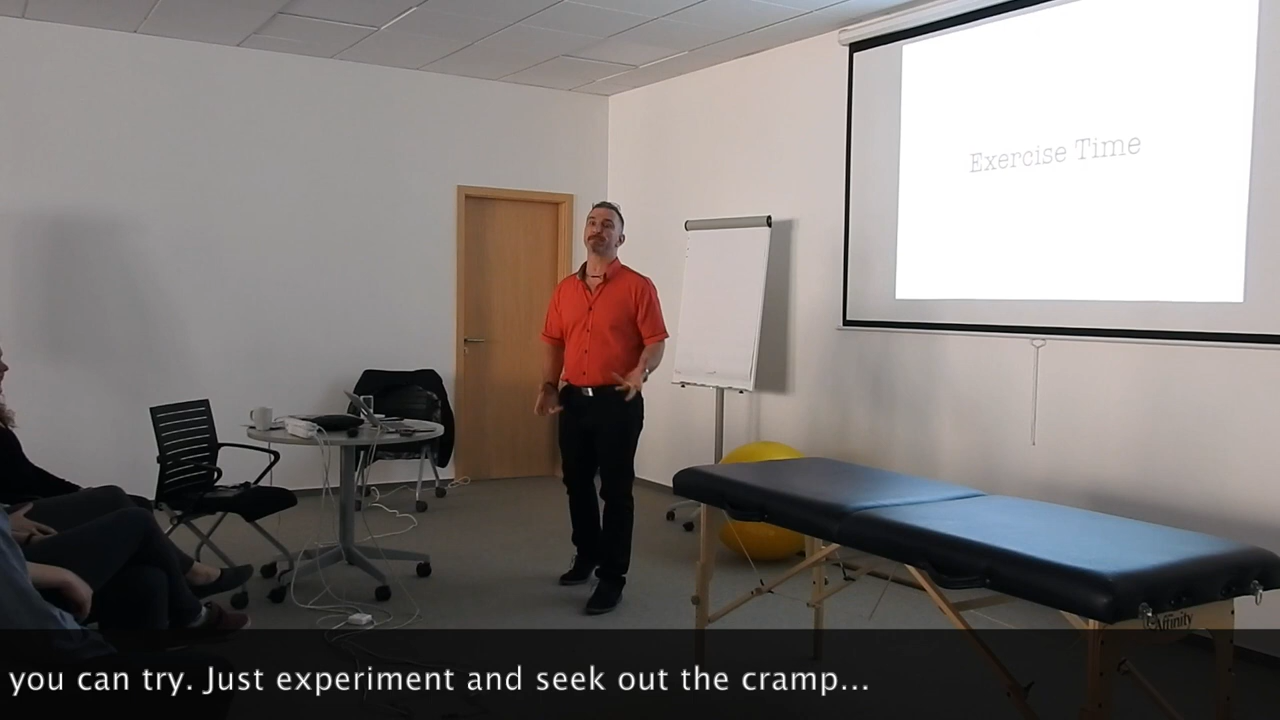 Exercise Time
Affinity
you can try. Just experiment and seek out the cramp...